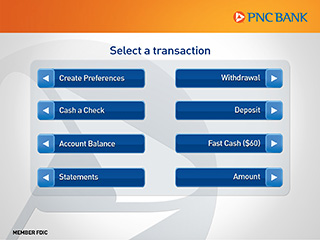 PNC BANK
Select a transaction
Create Preferences
Withdrawal
Cash a Check
Deposit
Account Balance
Fast Cash ($60)
Statements
Amount
MEMBER FDIC